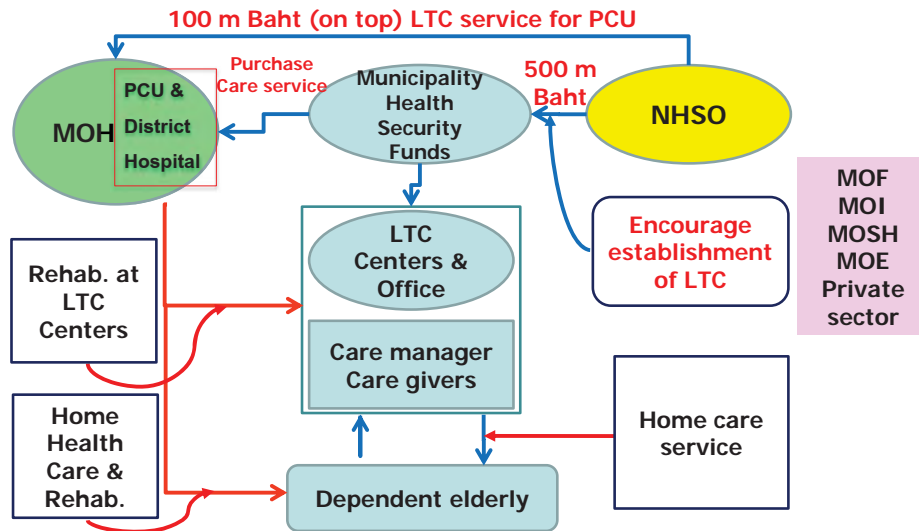 100 m Baht (on top) LTC service for PCU
Purchase
Care service
PCU &
District
Hospital
MOH
Municipality
Health
Security
Funds
500 m
Baht
NHSO
MOF
MOI
MOSH
MOE
Private
sector
Encourage
establishment
of LTC
LTC
Centers &
Office
Rehab. at
LTC
Centers
Care manager
Care givers
Home
Health
Care &
Rehab.
Home care
service
Dependent elderly